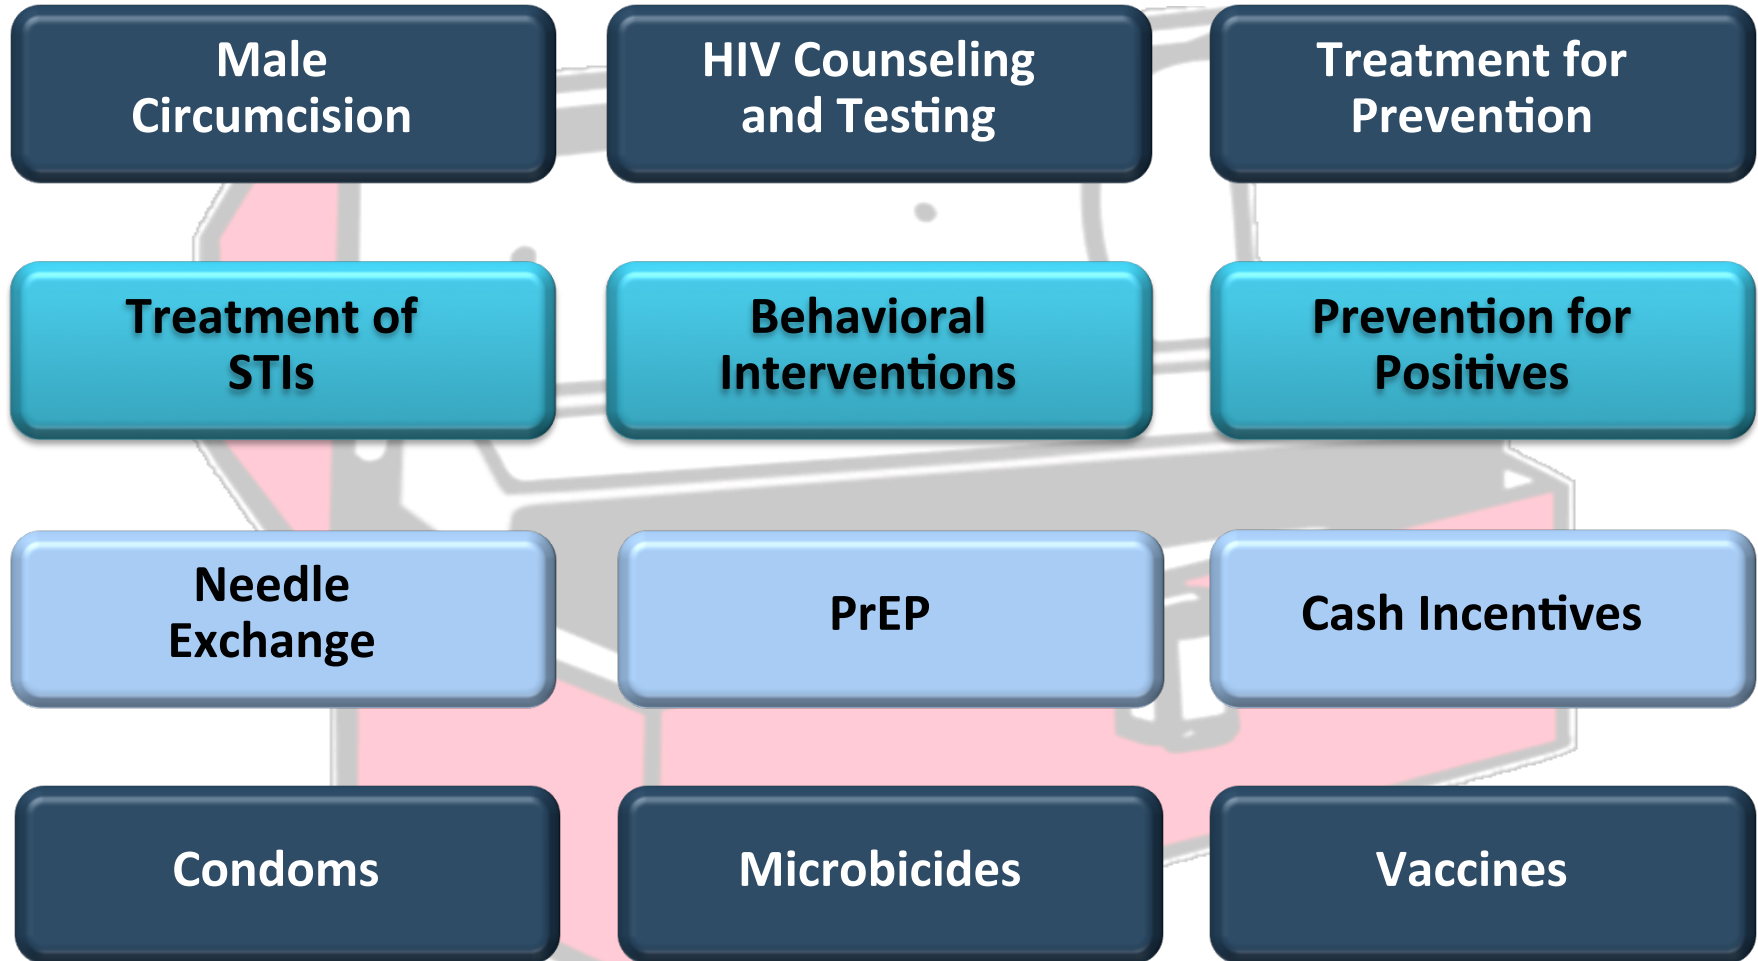 Male
Circumcision
HIV Counseling
and Testing
Treatment for
Prevention
Treatment of
STIs
Behavioral
Interventions
Prevention for
Positives
Needle
Exchange
PrEP
Cash Incentives
Condoms
Microbicides
Vaccines